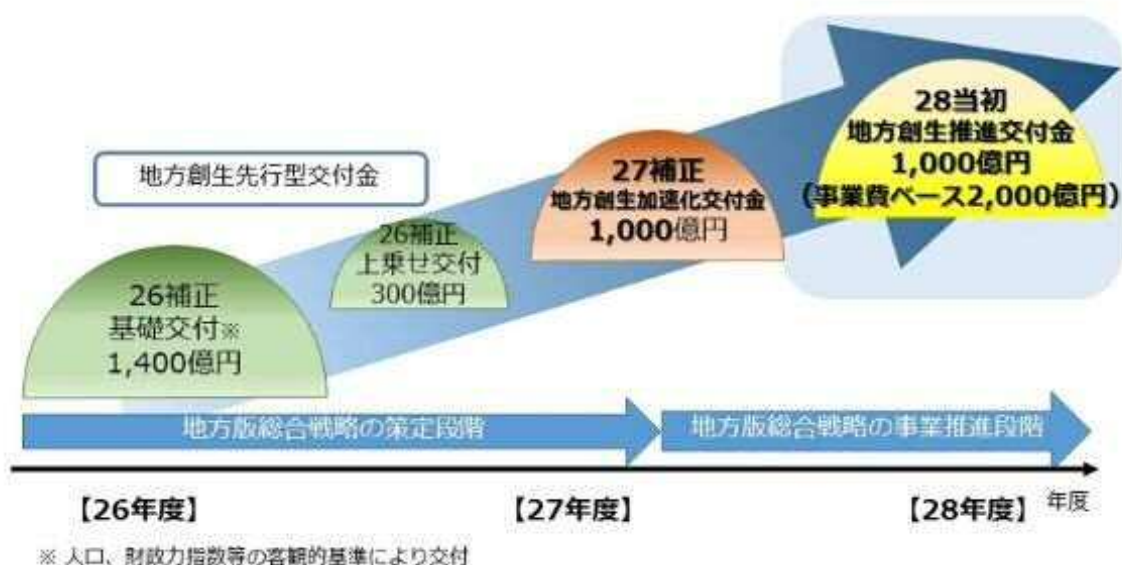 28当初
地方創生推進交付金
1,000億円
(事業費ベース2,000億円)
地方創生先行型交付金
27補正
地方創生加速化交付金
1,000億円
26補正
上乗せ交付
300億円
26補正
基礎交付※
1,400億円
地方版総合戦略の策定段階
地方版総合戦略の事業推進段階
【26年度】
【27年度】
【28年度】
年度
※ 人口、財政力指数等の客観的基準により交付